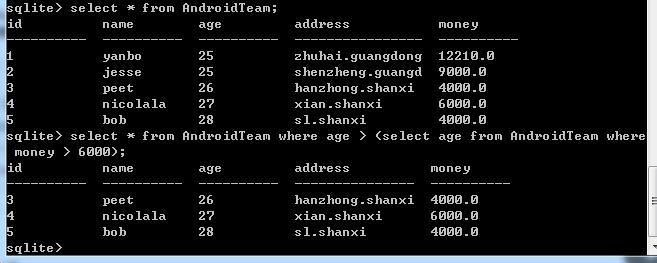 sqlite> select * from AndroidTeam;
id          name        age         address             money
----------  ----------  ----------  ------------------  ----------
1           yanbo       25          zhuhai.guangdong    12210.0
2           jesse       25          shenzheng.guangd    9000.0
3           peet        26          hanzhong.shanxi     4000.0
4           nicolala    27          xian.shanxi         6000.0
5           bob         28          sl.shanxi           4000.0
sqlite> select * from AndroidTeam where age > (select age from AndroidTeam where
 money > 6000);
id          name        age         address          money
----------  ----------  ----------  ---------------  ----------
3           peet        26          hanzhong.shanxi  4000.0
4           nicolala    27          xian.shanxi      6000.0
5           bob         28          sl.shanxi        4000.0
sqlite>